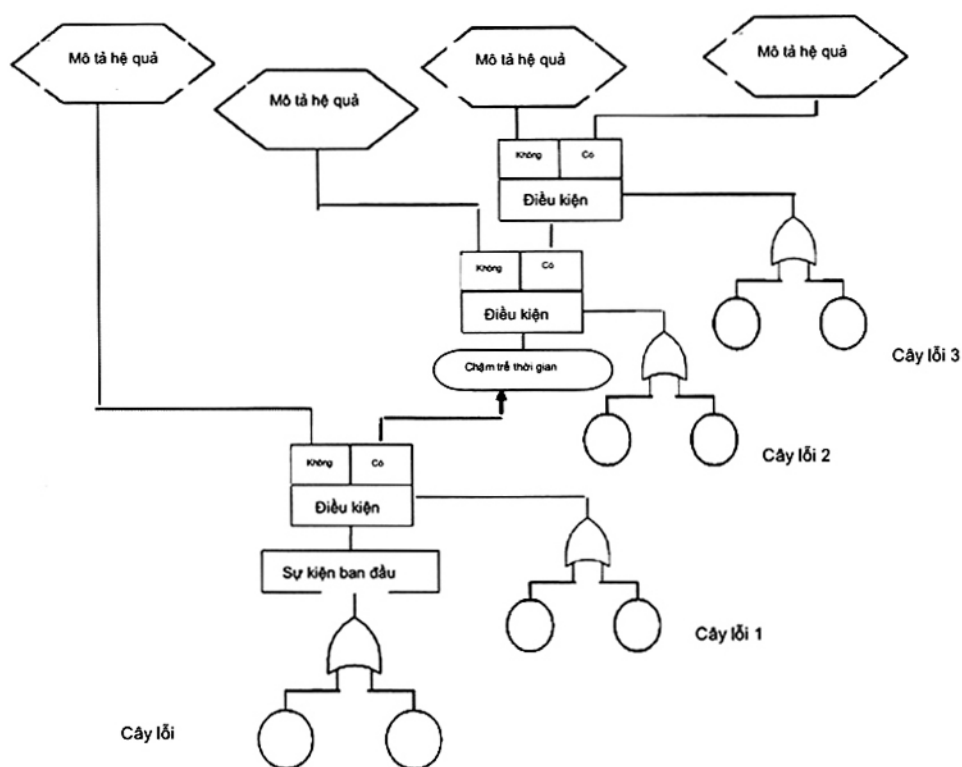 Mô tả hệ quả
Mô tả hệ quả
Mô tả hệ quả
Mô tả hệ quả
Không
Có
Điều kiện
Không
Có
Điều kiện
Chậm trễ thời gian
Cây lỗi 3
Cây lỗi 2
Không
Có
Điều kiện
Sự kiện ban đầu
Cây lỗi 1
Cây lỗi